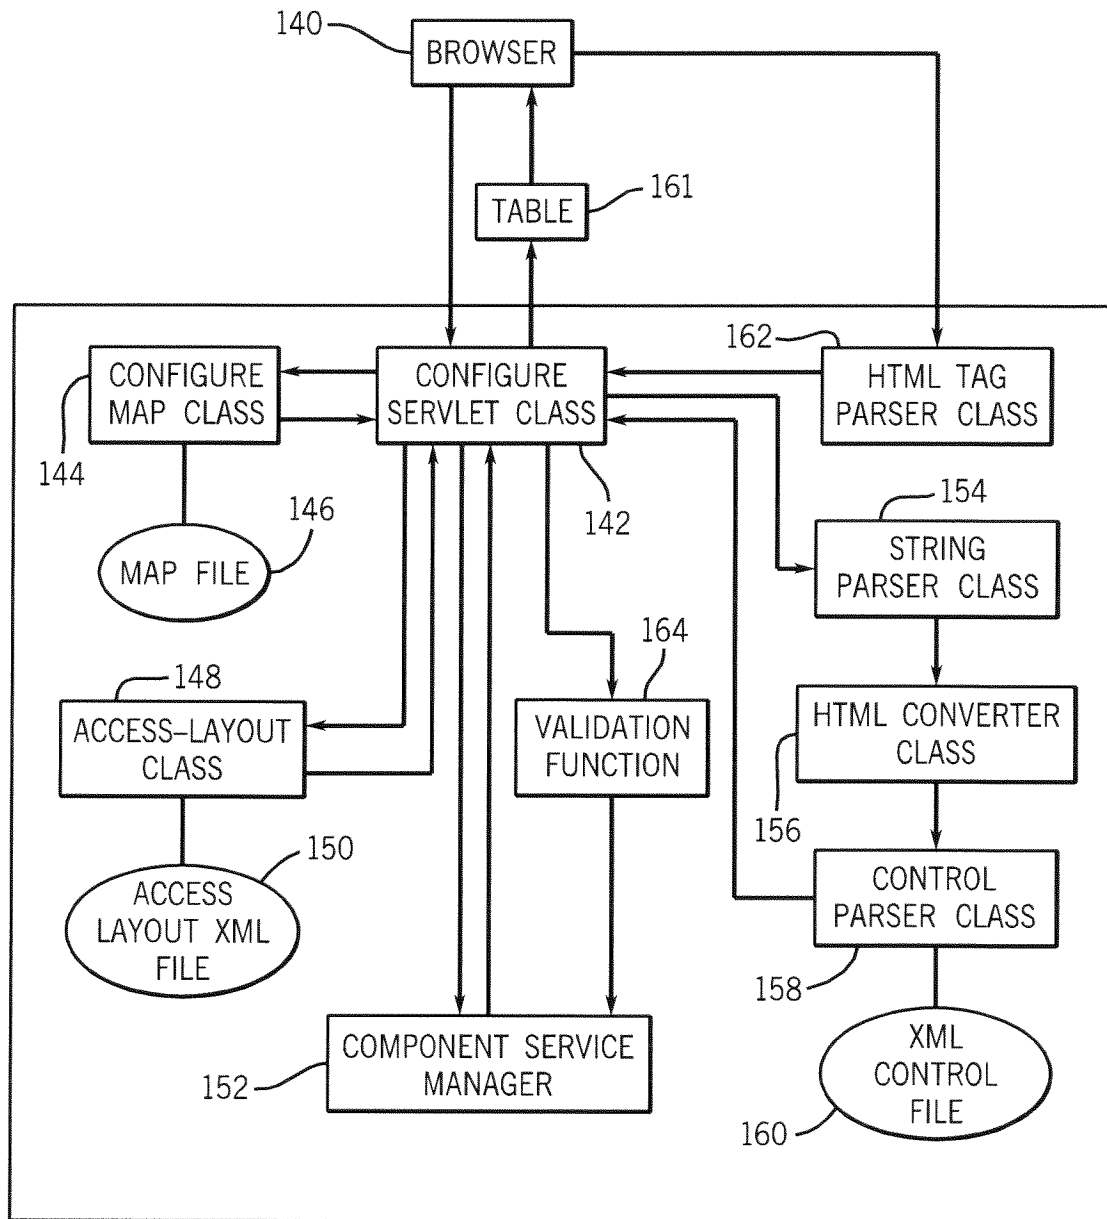 140
BROWSER
161
TABLE
162
CONFIGURE
MAP CLASS
CONFIGURE
SERVLET CLASS
HTML TAG
PARSER CLASS
144
146
142
154
MAP FILE
STRING
PARSER CLASS
148
164
ACCESS-LAYOUT
CLASS
VALIDATION
FUNCTION
HTML CONVERTER
CLASS
156
150
ACCESS
LAYOUT XML
FILE
CONTROL
PARSER CLASS
158
COMPONENT SERVICE
MANAGER
152
XML
CONTROL
FILE
160